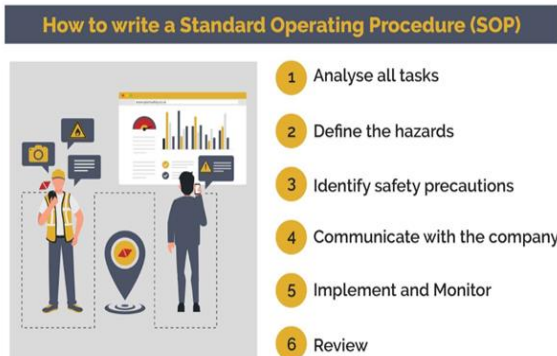 How to write a Standard Operating Procedure (SOP)
1 Analyse all tasks
2 Define the hazards
3 Identify safety precautions
4 Communicate with the company
5 Implement and Monitor
6 Review